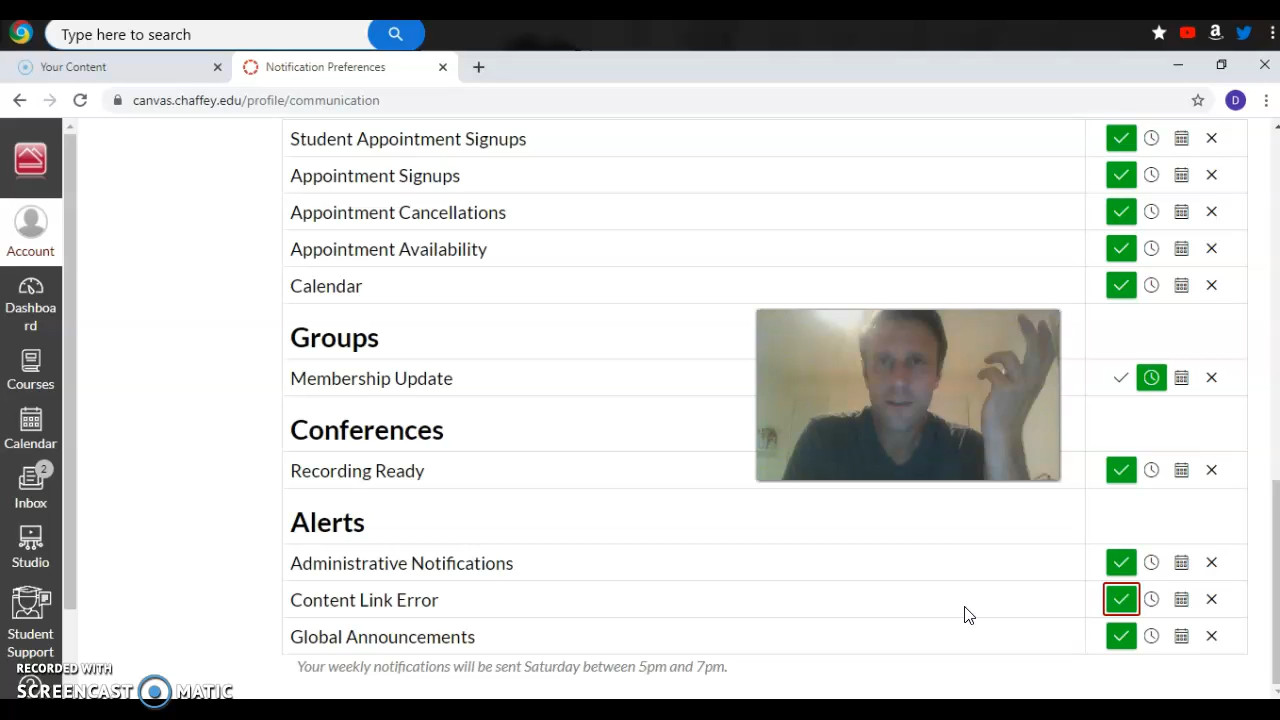 Type here to search
Your Content
Notification Preferences
canvas.chaffey.edu/profile/communication
D
Account
Dashboa
rd
Courses
Calendar
2
Inbox
Studio
Student
Support
Student Appointment Signups
Appointment Signups
Appointment Cancellations
Appointment Availability
Calendar
Groups
Membership Update
Conferences
Recording Ready
Alerts
Administrative Notifications
Content Link Error
Global Announcements
Your weekly notifications will be sent Saturday between 5pm and 7pm.
RECORDED WITH
SCREENCAST MATIC